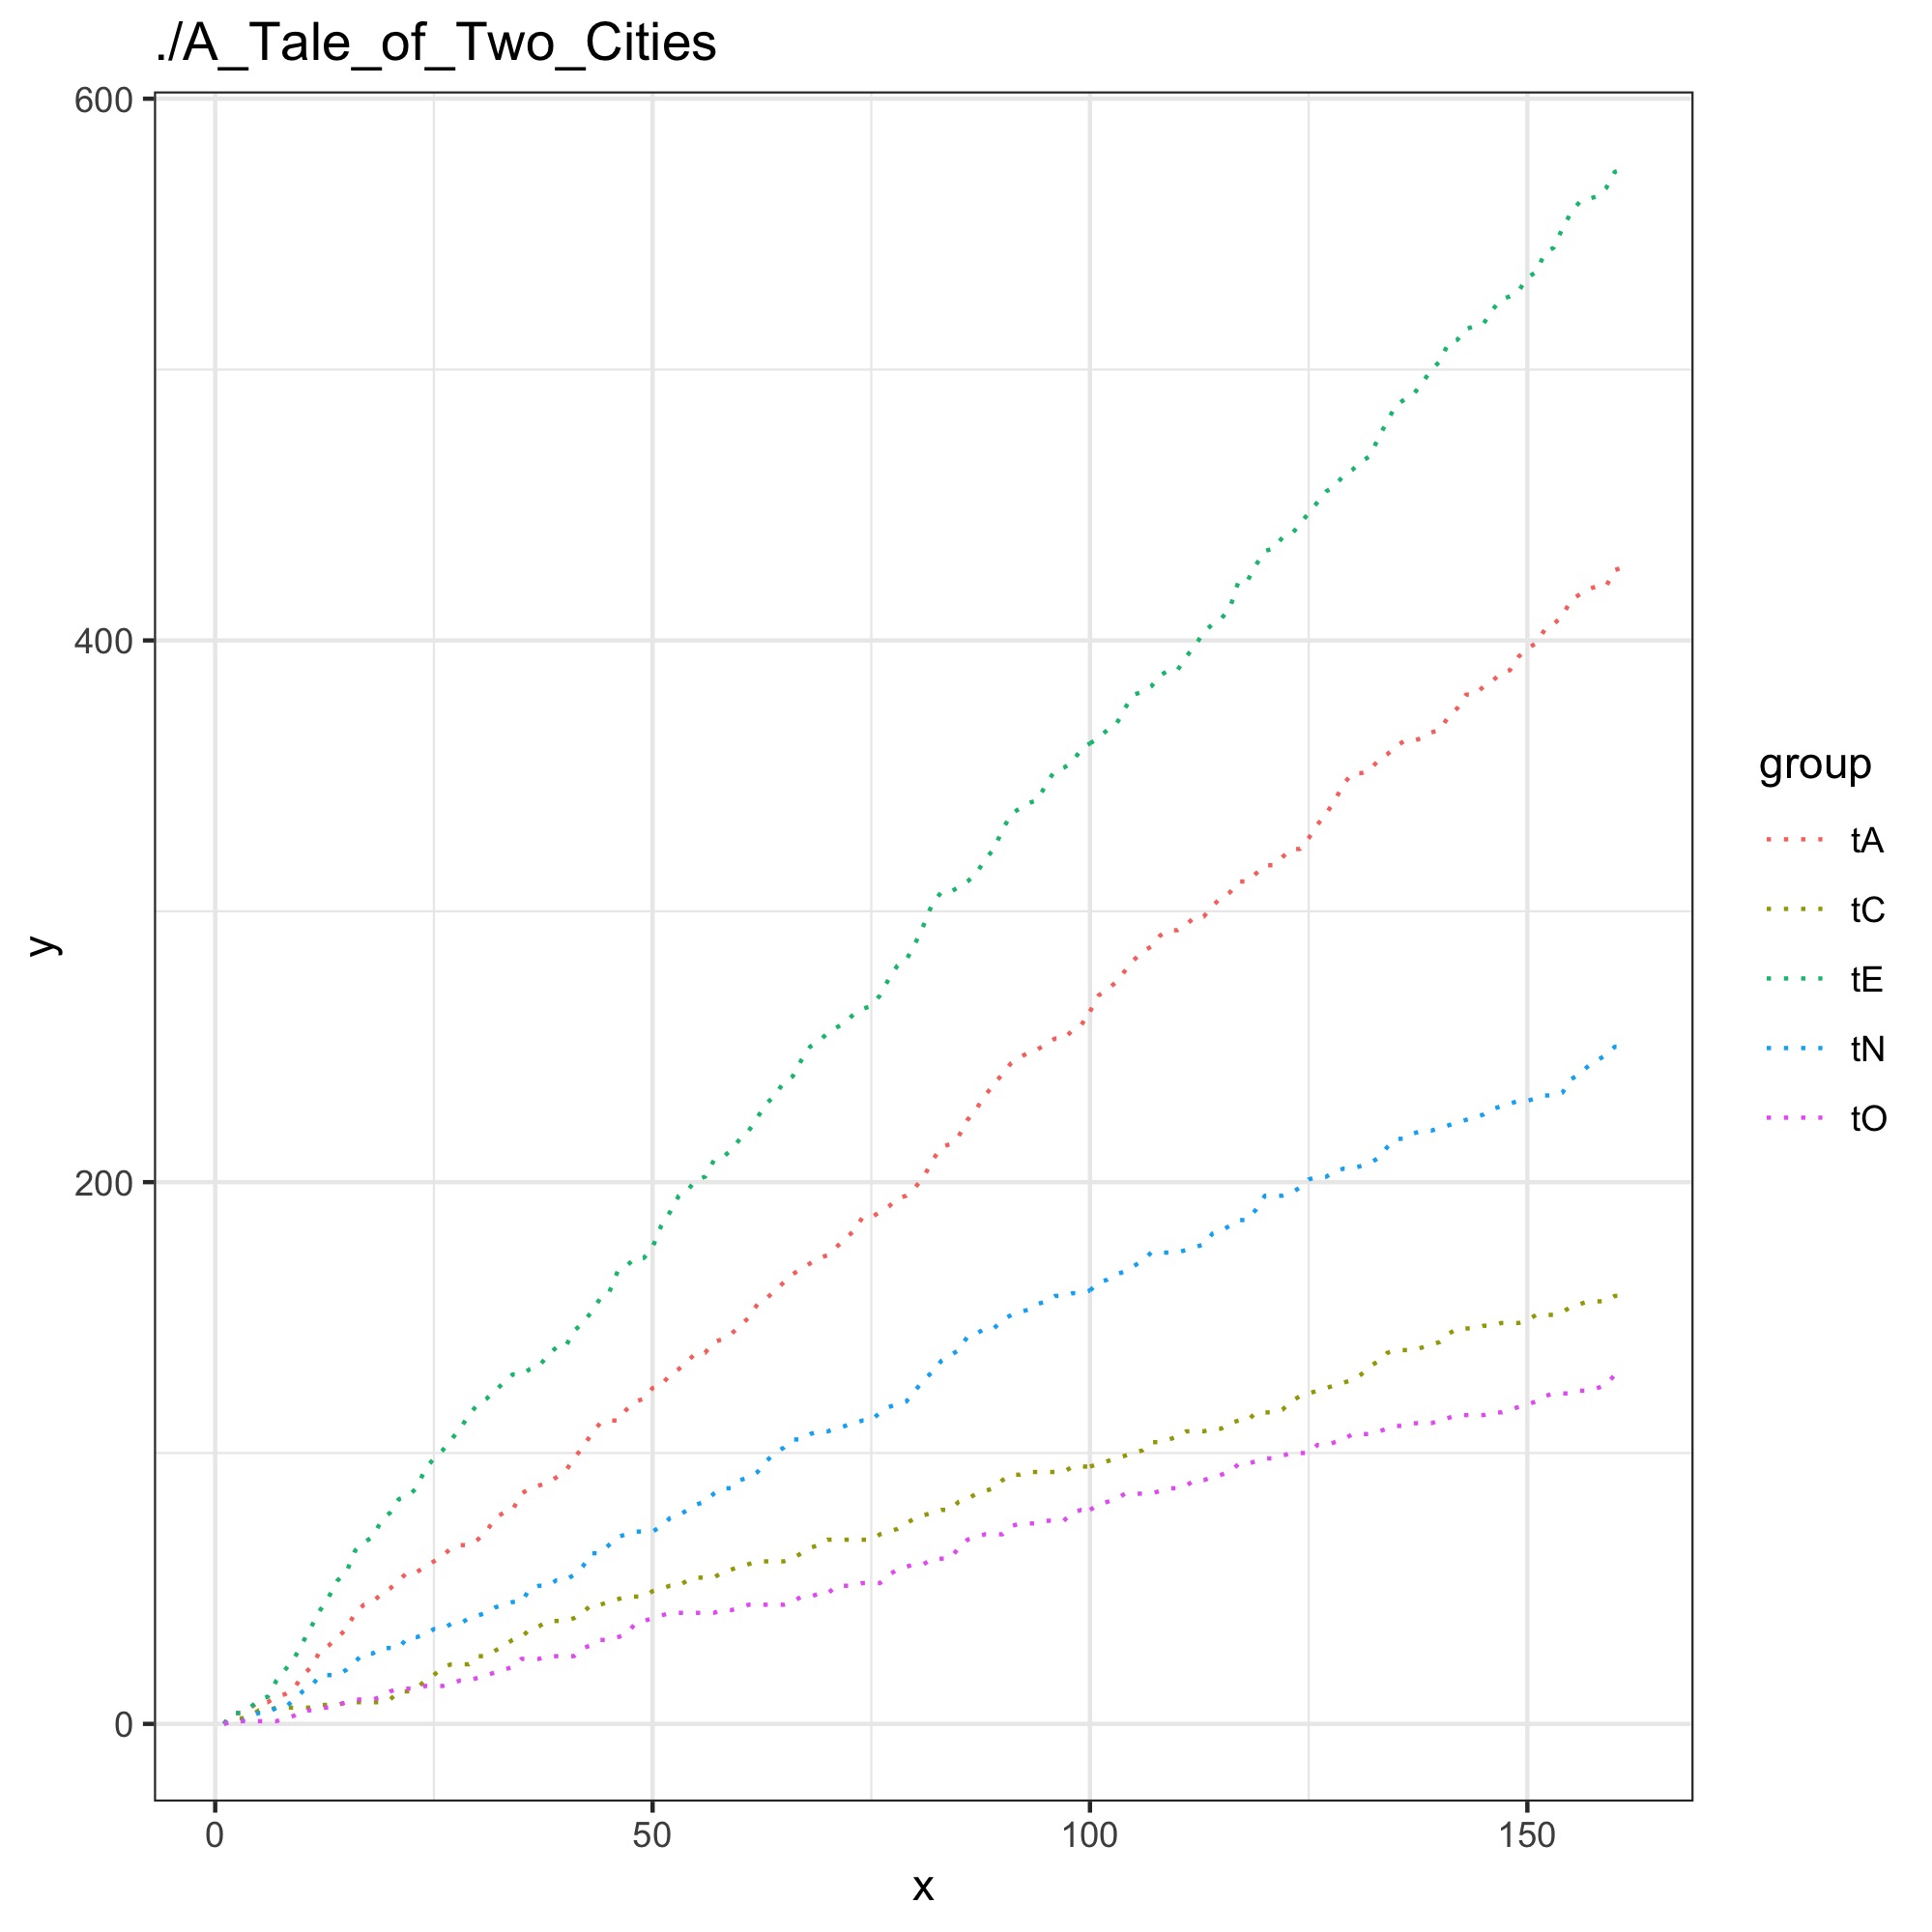 ./A_Tale_of_Two_Cities
600
400
200
0
y
0 50 100 150
x
group
tA
tC
tE
tN
tO